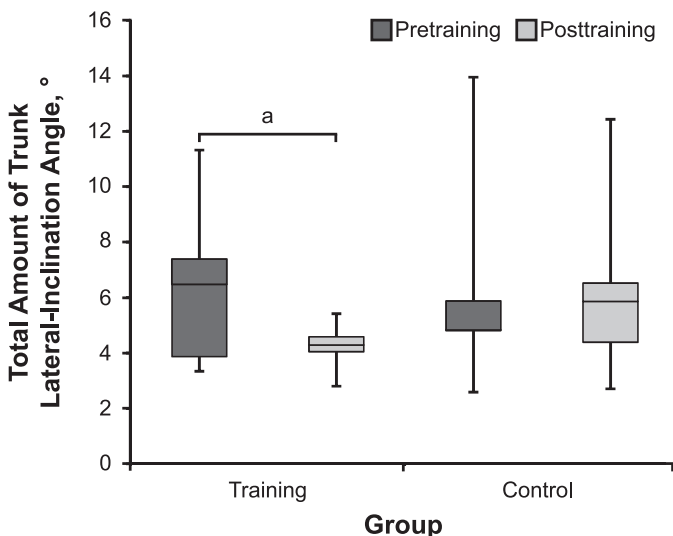 Pretraining Posttraining
Total Amount of Trunk
Lateral-Inclination Angle, °
16
14
12
10
8
6
4
2
0
a
Training Control
Group